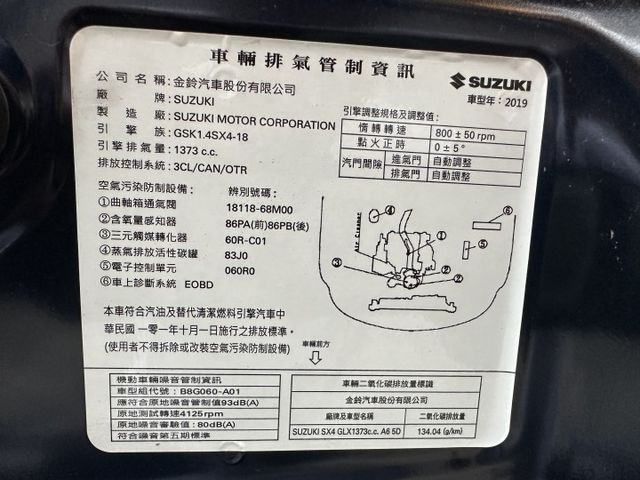 車輛排氣管制資訊
SUZUKI
車型年：2019
公司名稱：金鈴汽車股份有限公司
廠牌：SUZUKI
製造廠：SUZUKI MOTOR CORPORATION
引擎族：GSK1.4SX4-18
引擎排氣量：1373 c.c.
排放控制系統：3CL/CAN/OTR
引擎調整規格及調整值：
惰轉轉速 800 ± 50 rpm
點火正時 0 ± 5°
汽門間隙 進氣門 自動調整
排氣門 自動調整
空氣污染防制設備： 辨別號碼：
①曲軸箱通氣閥 18118-68M00
②含氧量感知器 86PA(前)86PB(後)
③三元觸媒轉化器 60R-C01
④蒸氣排放活性碳罐 83J0
⑤電子控制單元 060R0
⑥車上診斷系統 EOBD
Air Cleaner
④
⑥
①
⑤
③
②
②
本車符合汽油及替代清潔燃料引擎汽車中
華民國一〇一年十月一日施行之排放標準。
(使用者不得拆除或改裝空氣污染防制設備)
車輛前方
機動車輛噪音管制資訊
車型組代號：B8G060-A01
應符合原地噪音管制值93dB(A)
原地測試轉速4125rpm
原地噪音審驗值：80dB(A)
符合噪音第五期標準
車輛二氧化碳排放量標識
金鈴汽車股份有限公司
廠牌及車型名稱 二氧化碳排放量
SUZUKI SX4 GLX1373c.c. A6 5D 134.04 (g/km)